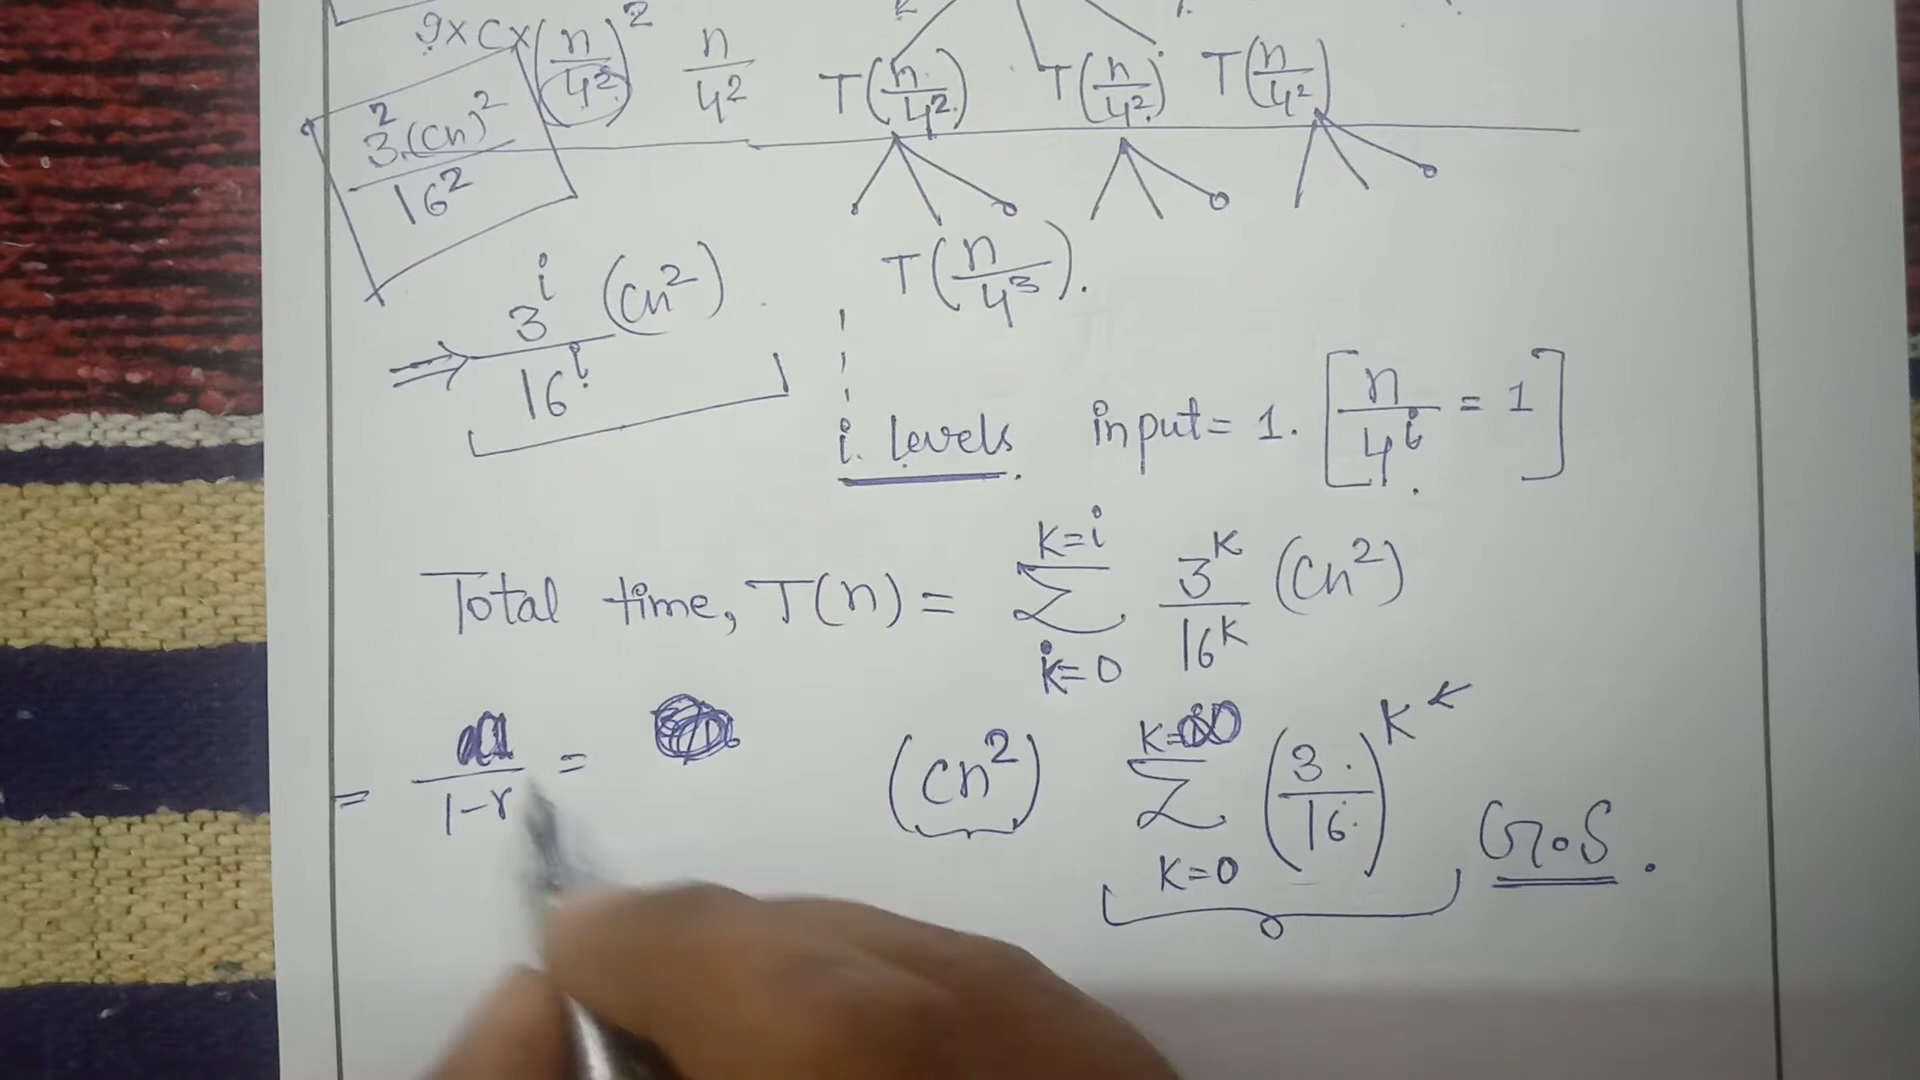 9×C×(n/4³)² n/4² T(n/4²) T(n/4²) T(n/4²)
3².(cn)²/16²
T(n/4³).
⇒ 3^i/16^i (cn²)
i. levels. input = 1. [n/4^i = 1]
Total time, T(n) = Σ_{k=0}^{k=i} 3^k/16^k (cn²)
= a/1-r = (cn²) Σ_{k=0}^{k=∞} (3/16)^k G.S.